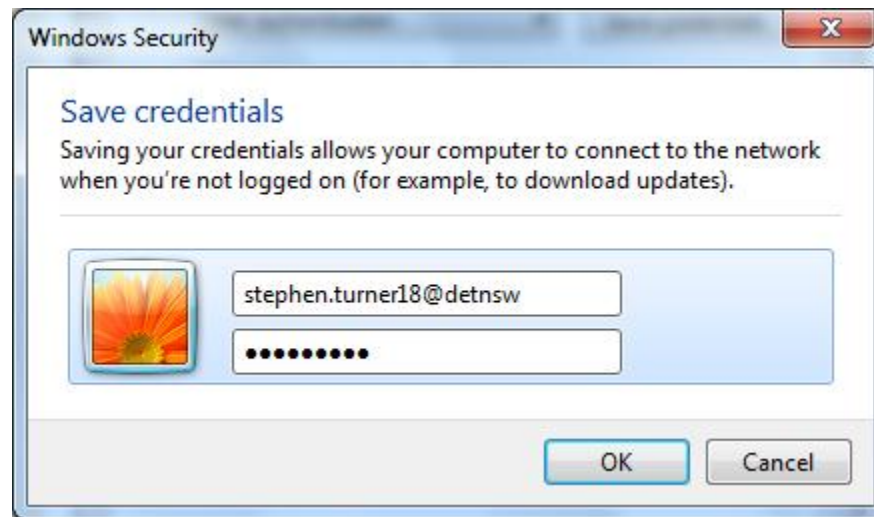 Windows Security
Save credentials
Saving your credentials allows your computer to connect to the network
when you're not logged on (for example, to download updates).
stephen.turner18@detnsw
●●●●●●●●●
OK
Cancel